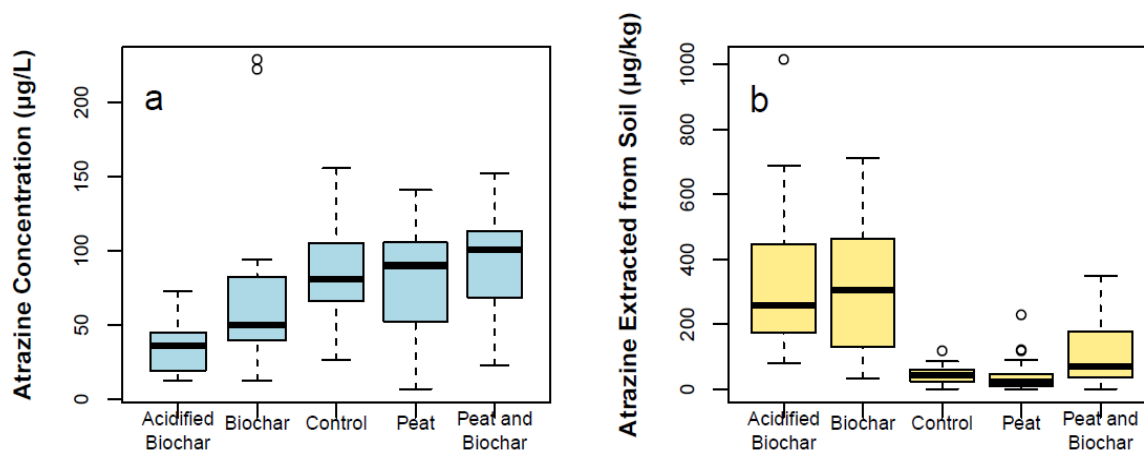 a
Atrazine Concentration (µg/L)
0
50
100
150
200
Acidified
Biochar
Biochar
Control
Peat
Peat and
Biochar
b
Atrazine Extracted from Soil (µg/kg)
0
200
400
600
800
1000
Acidified
Biochar
Biochar
Control
Peat
Peat and
Biochar